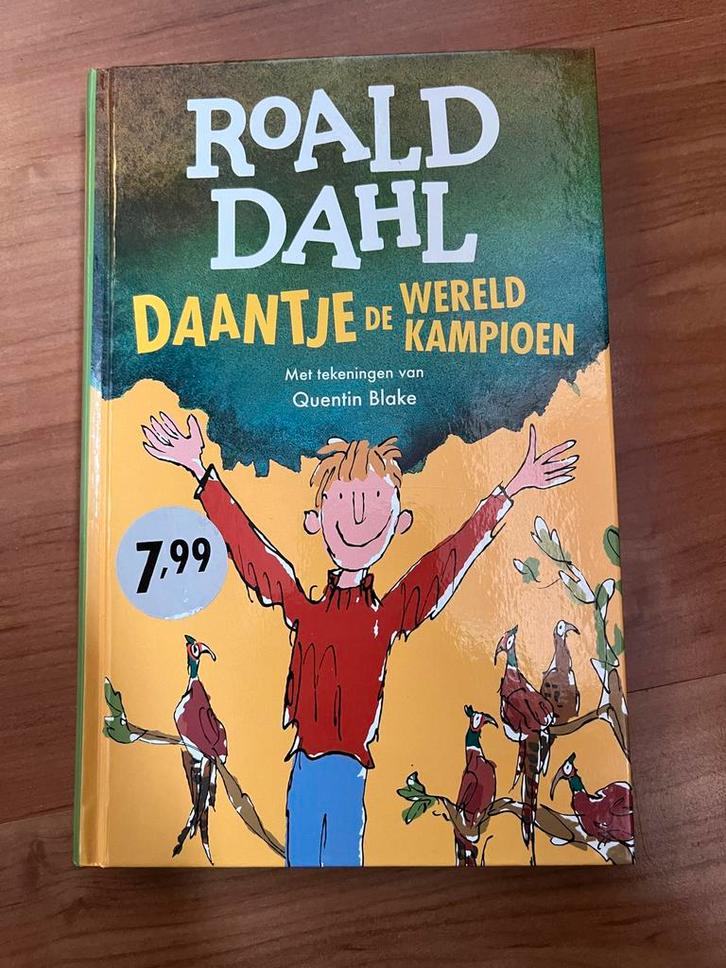 ROALD
DAHL
DAANTJE DE WERELD
KAMPIOEN
Met tekeningen van
Quentin Blake
7,99